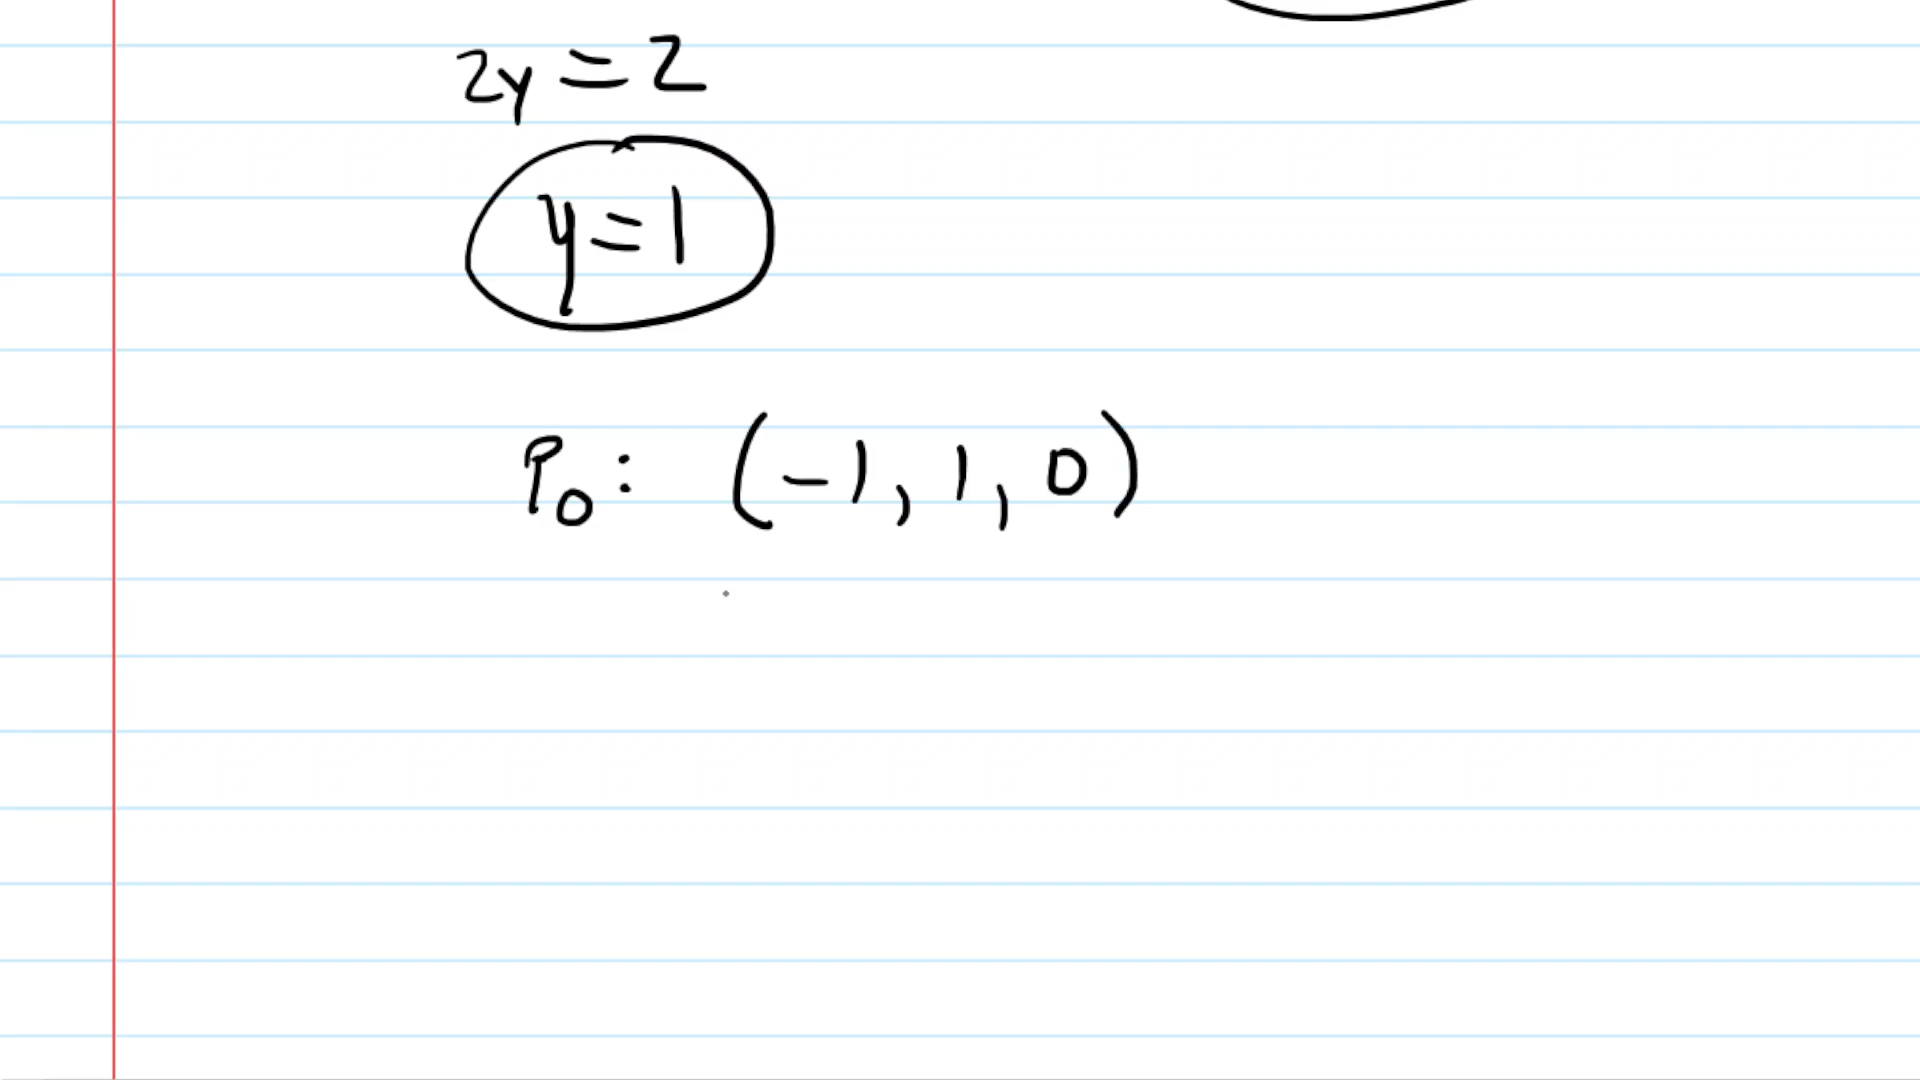 2y = 2
y = 1
P₀: (-1, 1, 0)